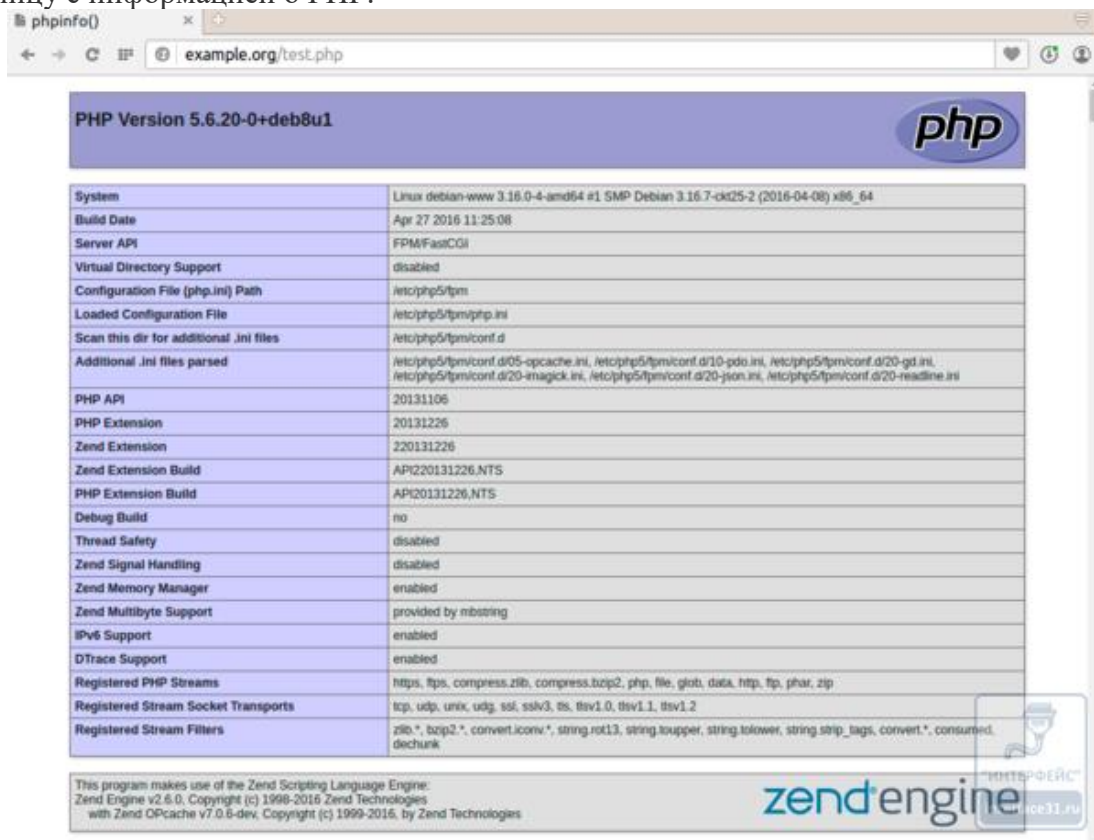 ницу с информацией о PHP:
phpinfo()
example.org/test.php
PHP Version 5.6.20-0+deb8u1
php
System Linux debian-www 3.16.0-4-amd64 #1 SMP Debian 3.16.7-ckt25-2 (2016-04-08) x86_64
Build Date Apr 27 2016 11:25:08
Server API FPM/FastCGI
Virtual Directory Support disabled
Configuration File (php.ini) Path /etc/php5/fpm
Loaded Configuration File /etc/php5/fpm/php.ini
Scan this dir for additional .ini files /etc/php5/fpm/conf.d
Additional .ini files parsed /etc/php5/fpm/conf.d/05-opcache.ini, /etc/php5/fpm/conf.d/10-pdo.ini, /etc/php5/fpm/conf.d/20-gd.ini,
/etc/php5/fpm/conf.d/20-imagick.ini, /etc/php5/fpm/conf.d/20-json.ini, /etc/php5/fpm/conf.d/20-readline.ini
PHP API 20131106
PHP Extension 20131226
Zend Extension 220131226
Zend Extension Build API220131226,NTS
PHP Extension Build API20131226,NTS
Debug Build no
Thread Safety disabled
Zend Signal Handling disabled
Zend Memory Manager enabled
Zend Multibyte Support provided by mbstring
IPv6 Support enabled
DTrace Support enabled
Registered PHP Streams https, ftps, compress.zlib, compress.bzip2, php, file, glob, data, http, ftp, phar, zip
Registered Stream Socket Transports tcp, udp, unix, udg, ssl, sslv3, tls, tlsv1.0, tlsv1.1, tlsv1.2
Registered Stream Filters zlib.*, bzip2.*, convert.iconv.*, string.rot13, string.toupper, string.tolower, string.strip_tags, convert.*, consumed,
dechunk
This program makes use of the Zend Scripting Language Engine:
Zend Engine v2.6.0, Copyright (c) 1998-2016 Zend Technologies
with Zend OPcache v7.0.6-dev, Copyright (c) 1999-2016, by Zend Technologies
zend engine
"ИНТЕРФЕЙС"